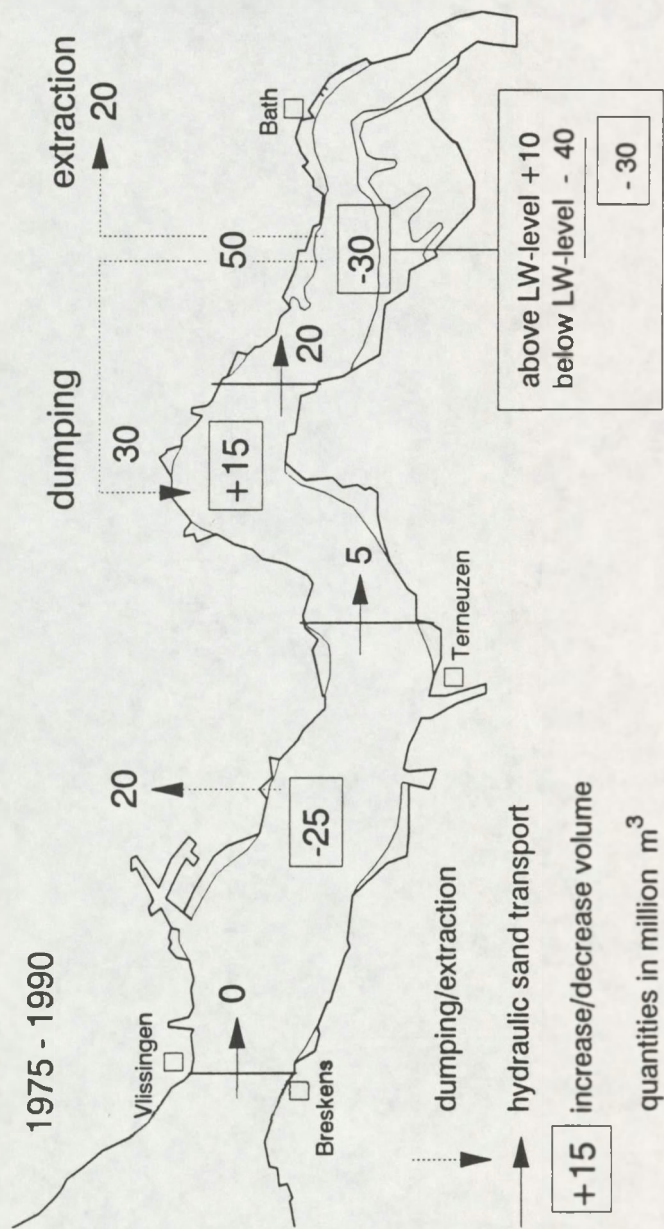 1975 - 1990
dumping
extraction
30
50
20
20
Vlissingen
0
Breskens
-25
5
Terneuzen
+15
20
-30
Bath
above LW-level +10
below LW-level - 40
- 30
dumping/extraction
hydraulic sand transport
+15 increase/decrease volume
quantities in million m³